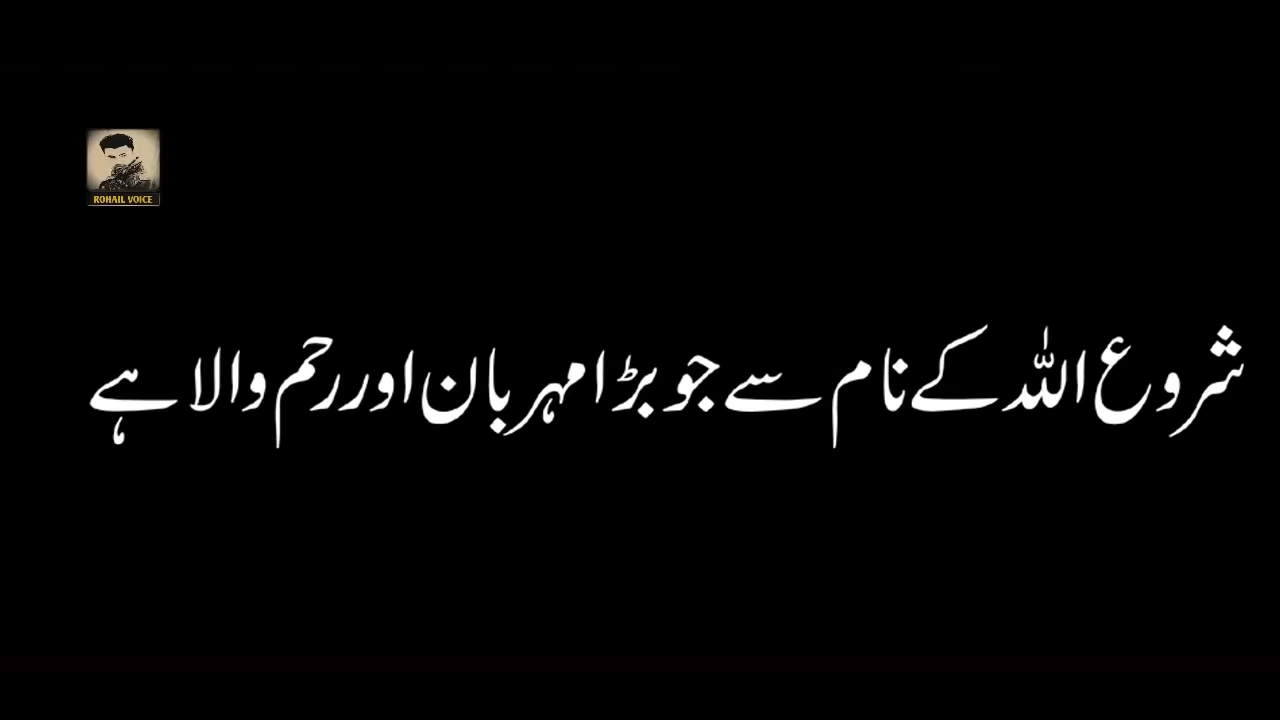 ROHAIL VOICE
شروع اللہ کے نام سے جو بڑا مہربان اور رحم والا ہے